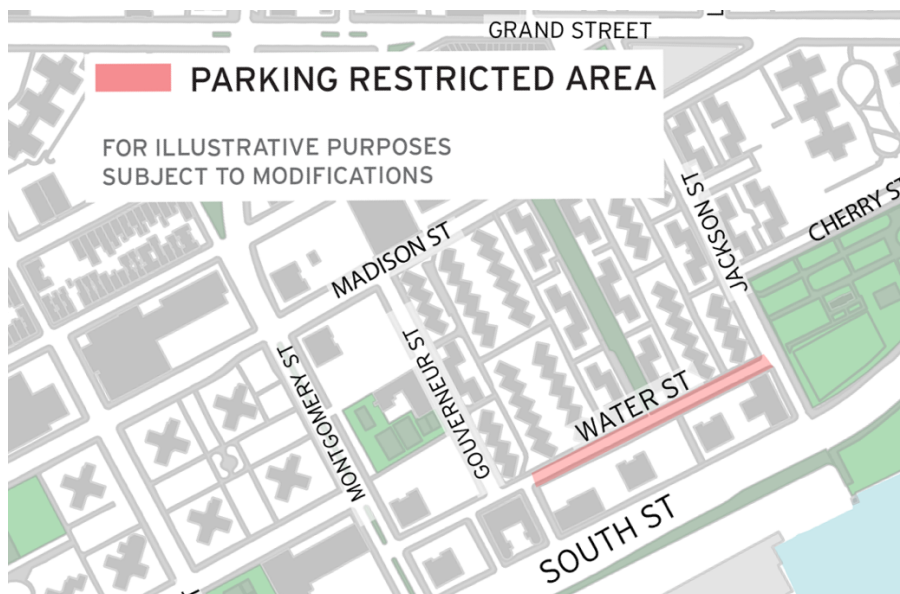 GRAND STREET
PARKING RESTRICTED AREA
FOR ILLUSTRATIVE PURPOSES
SUBJECT TO MODIFICATIONS
JACKSON ST
CHERRY ST
MADISON ST
MONTGOMERY ST
GOUVERNEUR ST
WATER ST
SOUTH ST